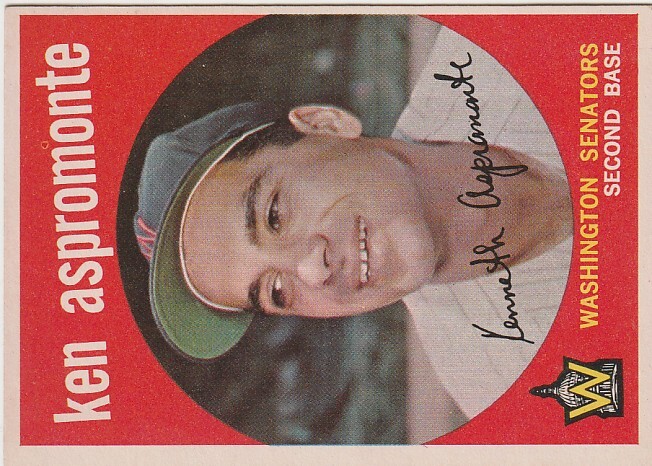 ken aspromonte
Kenneth Aspromonte
WASHINGTON SENATORS
SECOND BASE
W